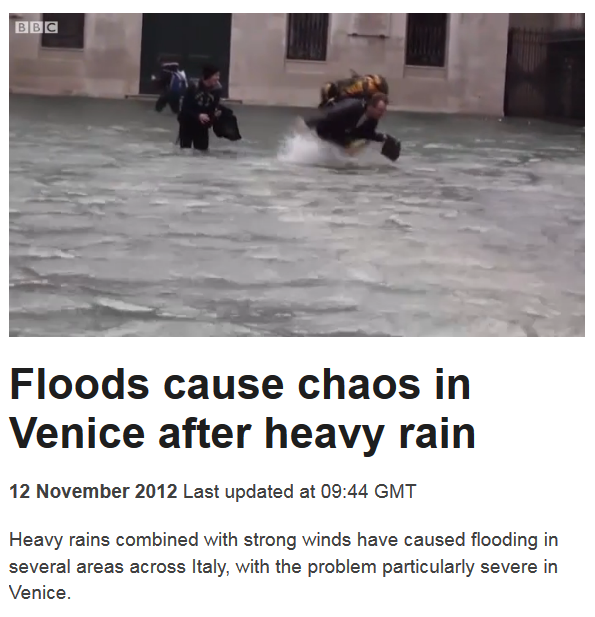 BBC
Floods cause chaos in
Venice after heavy rain
12 November 2012 Last updated at 09:44 GMT
Heavy rains combined with strong winds have caused flooding in
several areas across Italy, with the problem particularly severe in
Venice.